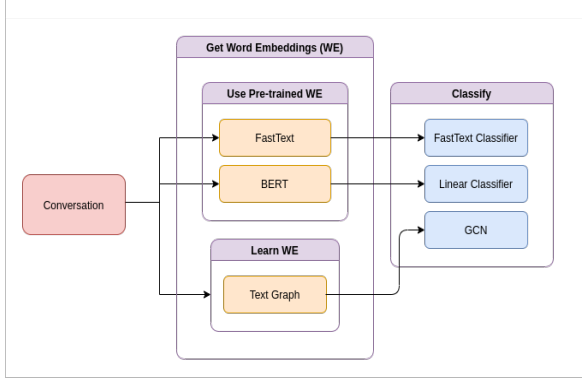 Get Word Embeddings (WE)
Use Pre-trained WE
Classify
FastText
FastText Classifier
BERT
Linear Classifier
Conversation
GCN
Learn WE
Text Graph